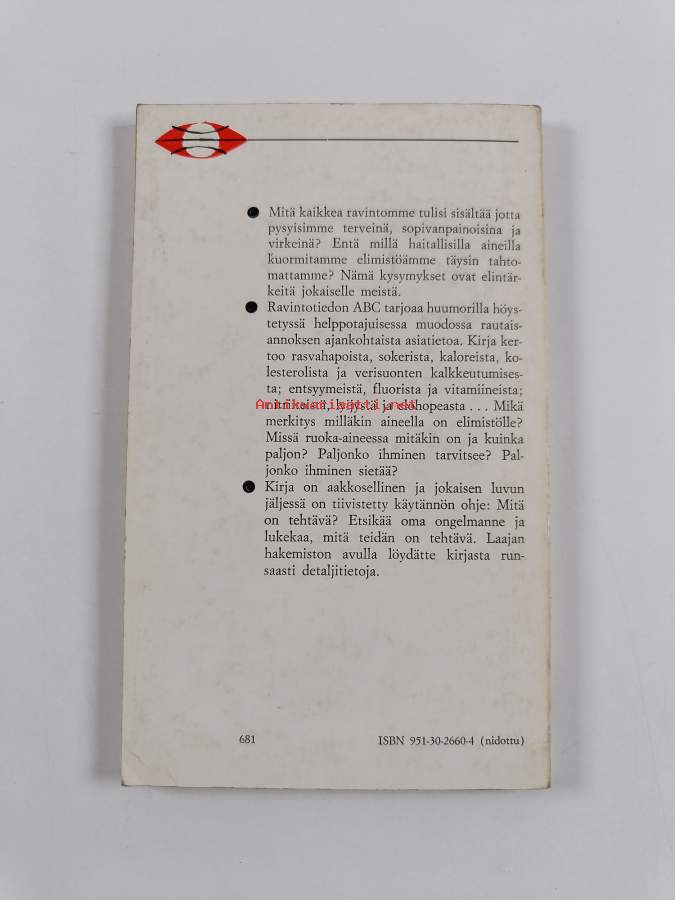 Mitä kaikkea ravintomme tulisi sisältää jotta
pysyisimme terveinä, sopivanpainoisina ja
virkeinä? Entä millä haitallisilla aineilla
kuormitamme elimistöämme täysin tahto-
mattamme? Nämä kysymykset ovat elintär-
keitä jokaiselle meistä.
Ravintotiedon ABC tarjoaa huumorilla höys-
tetyssä helppotajuisessa muodossa rautais-
annoksen ajankohtaista asiatietoa. Kirja ker-
too rasvahapoista, sokerista, kaloreista, ko-
lesterolista ja verisuonten kalkkeutumises-
ta; entsyymeistä, fluorista ja vitamiineista;
lyijystä ja elohopeasta . . . Mikä
Antikvariaatti.net
merkitys milläkin aineella on elimistölle?
Missä ruoka-aineessa mitäkin on ja kuinka
paljon? Paljonko ihminen tarvitsee? Pal-
jonko ihminen sietää?
Kirja on aakkosellinen ja jokaisen luvun
jäljessä on tiivistetty käytännön ohje: Mitä
on tehtävä? Etsikää oma ongelmanne ja
lukekaa, mitä teidän on tehtävä. Laajan
hakemiston avulla löydätte kirjasta run-
saasti detaljitietoja.
681
ISBN 951-30-2660-4 (nidottu)